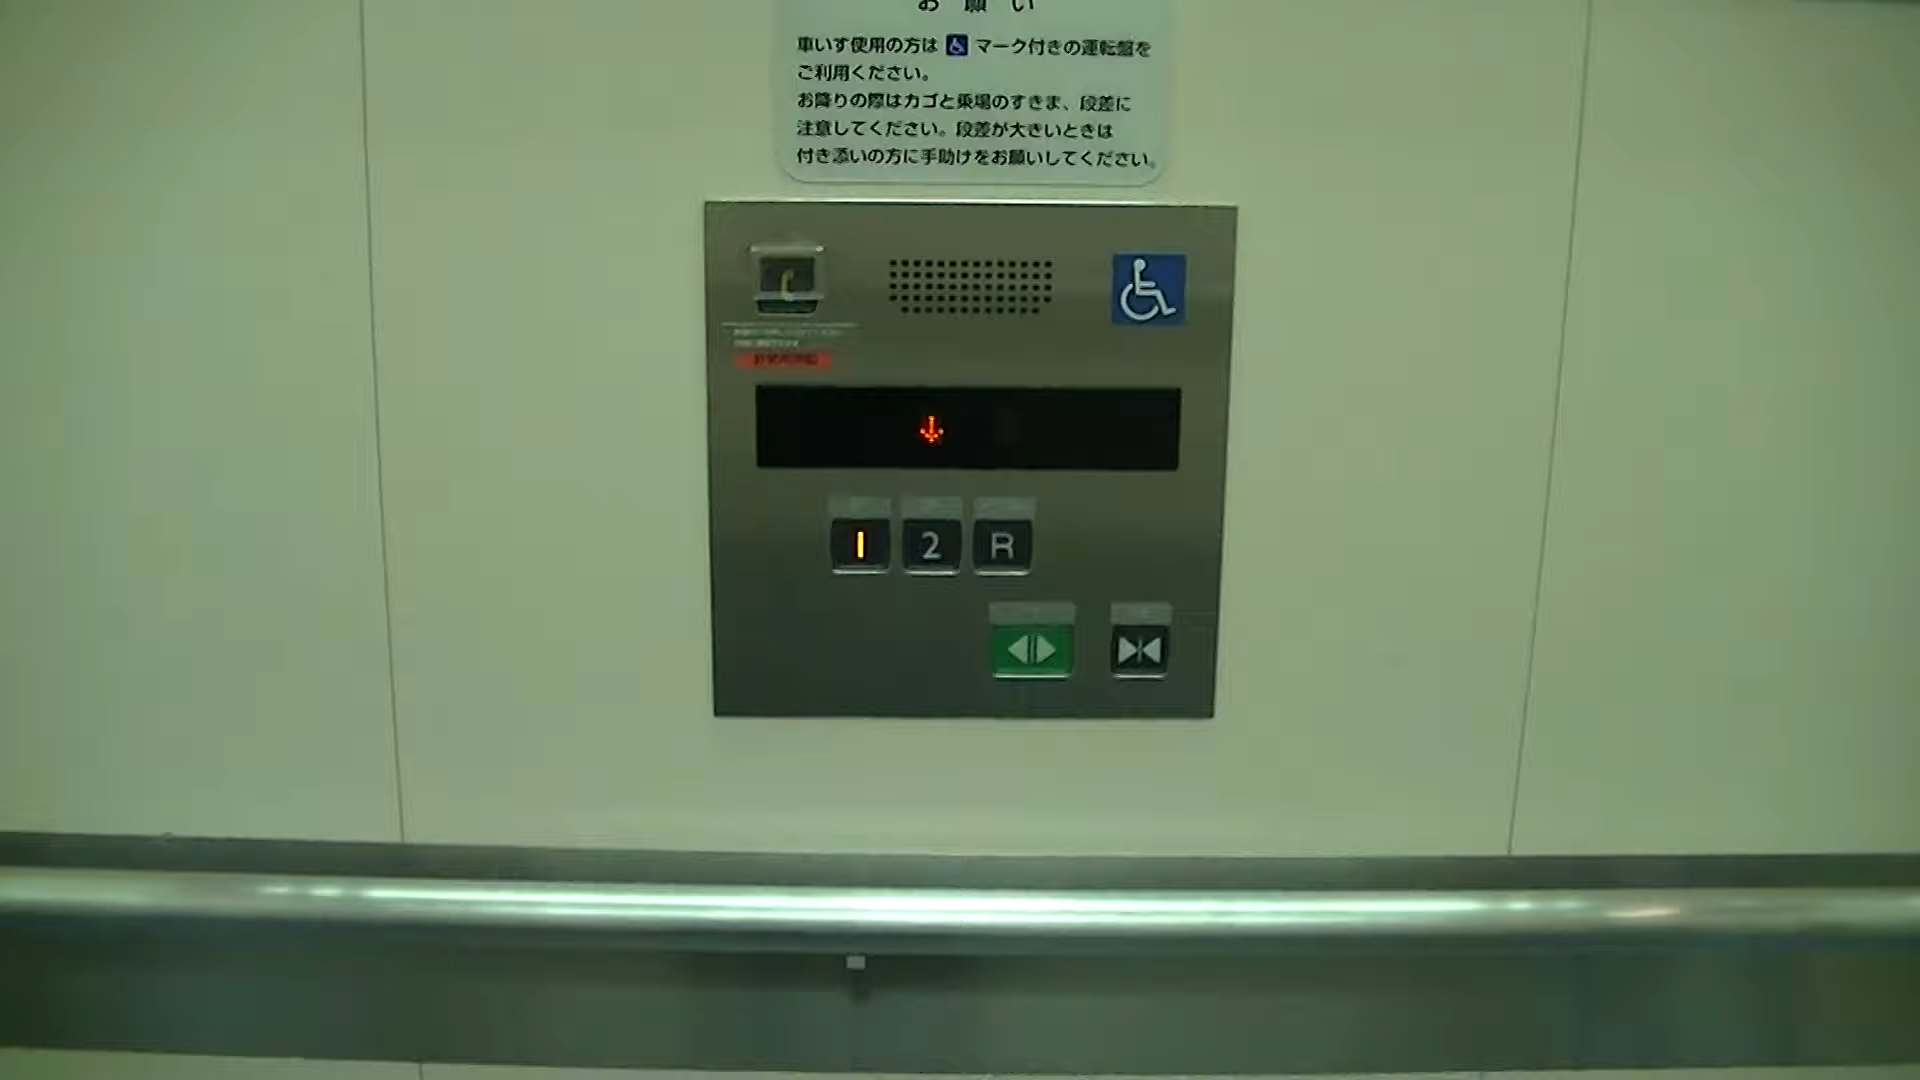 お願い
車いす使用の方は マーク付きの運転盤を
ご利用ください。
お降りの際はカゴと乗場のすきま、段差に
注意してください。段差が大きいときは
付き添いの方に手助けをお願いしてください。
1 2 R